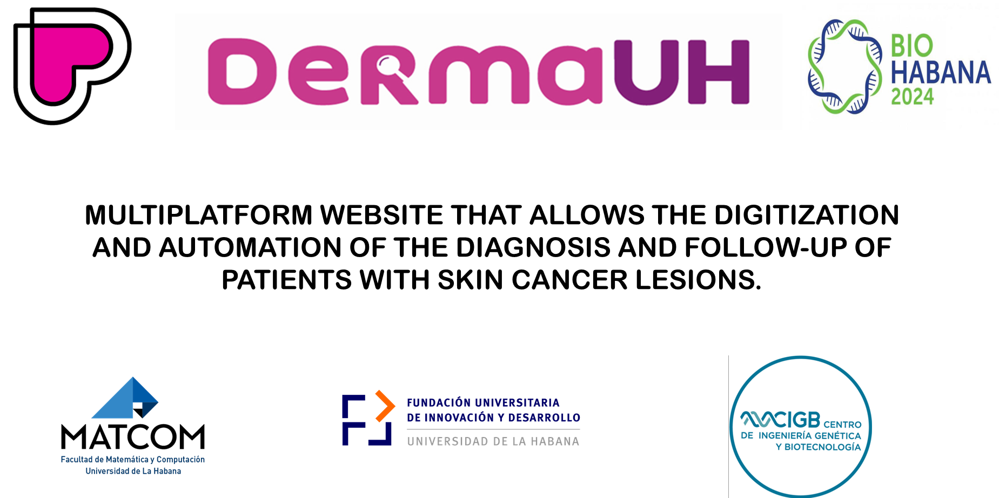 DermaUH
BIO
HABANA
2024
MULTIPLATFORM WEBSITE THAT ALLOWS THE DIGITIZATION
AND AUTOMATION OF THE DIAGNOSIS AND FOLLOW-UP OF
PATIENTS WITH SKIN CANCER LESIONS.
MATCOM
Facultad de Matemática y Computación
Universidad de La Habana
FUNDACIÓN UNIVERSITARIA
DE INNOVACIÓN Y DESARROLLO
UNIVERSIDAD DE LA HABANA
CIGB CENTRO
DE INGENIERÍA GENÉTICA
Y BIOTECNOLOGÍA